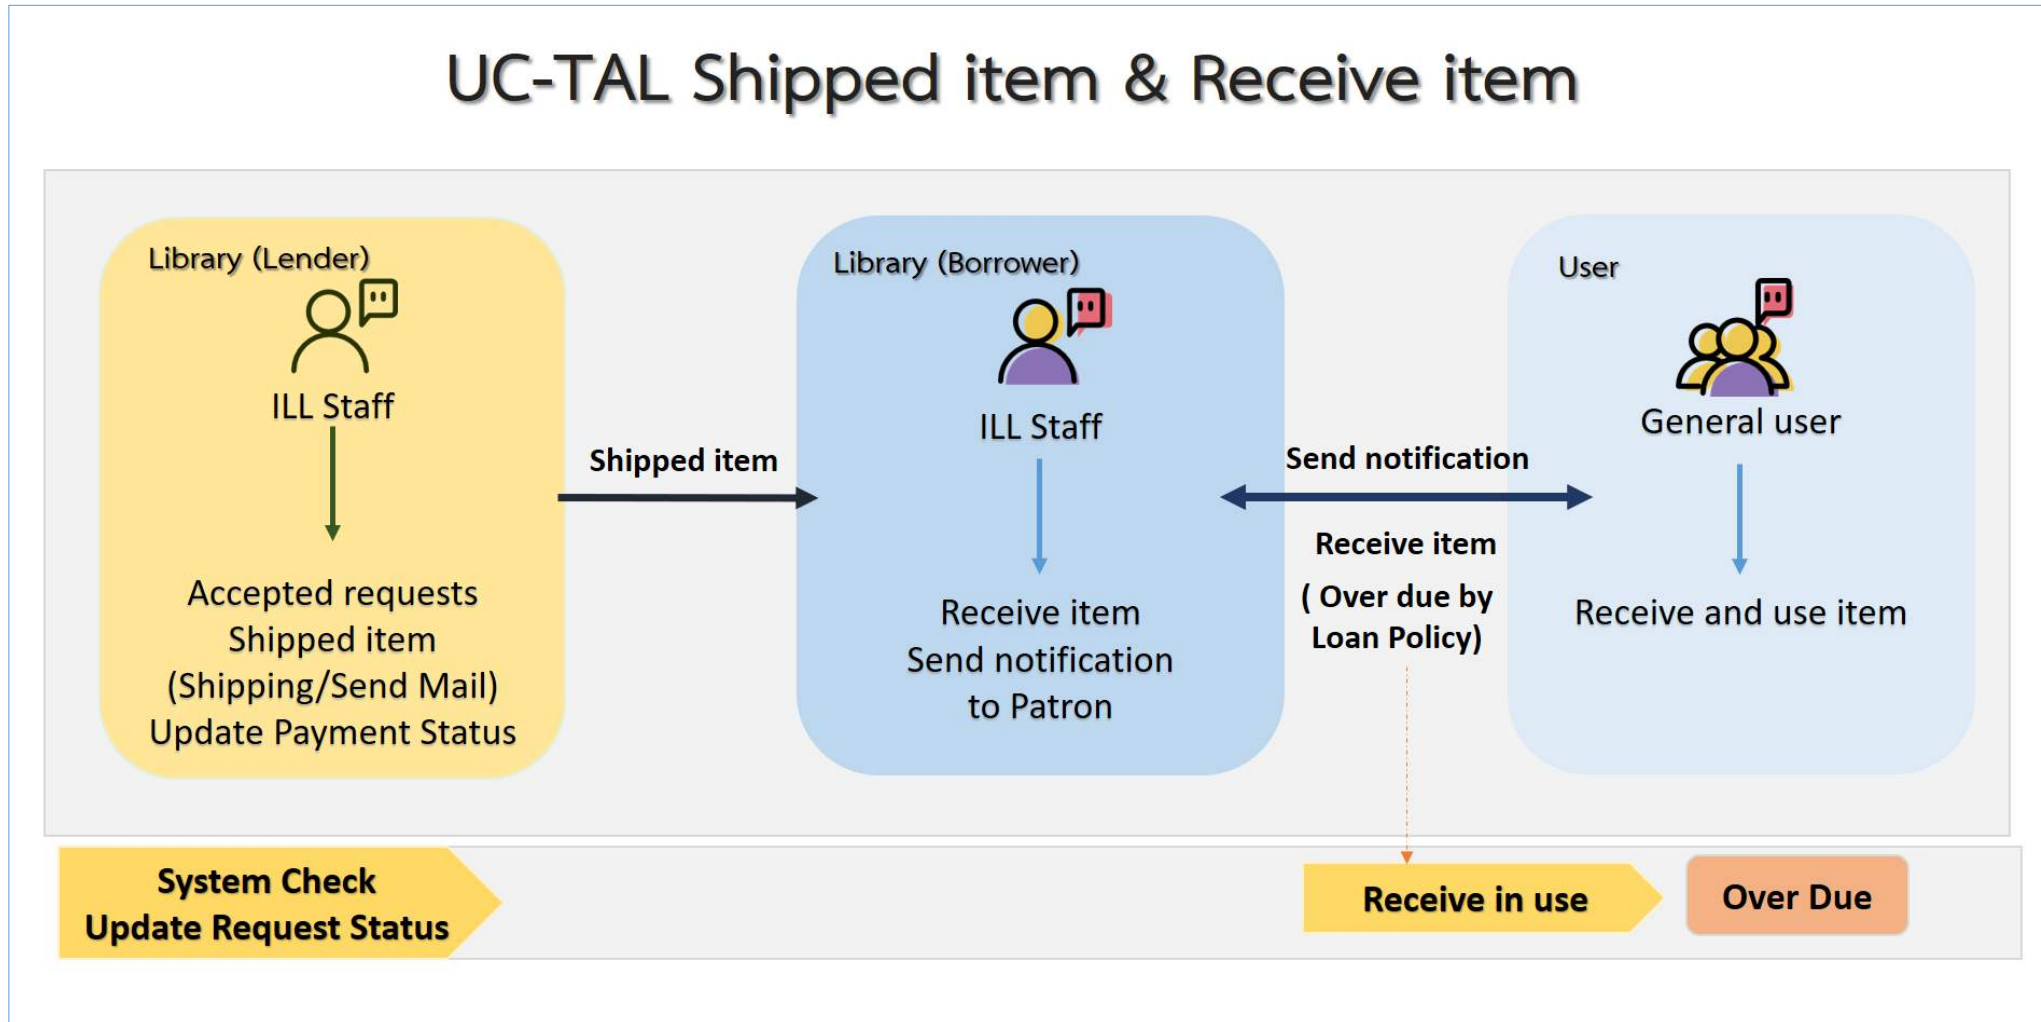 UC-TAL Shipped item & Receive item
Library (Lender)
ILL Staff
Accepted requests
Shipped item
(Shipping/Send Mail)
Update Payment Status
Shipped item
Library (Borrower)
ILL Staff
Receive item
Send notification
to Patron
Send notification
Receive item
( Over due by
Loan Policy)
User
General user
Receive and use item
System Check
Update Request Status
Receive in use
Over Due